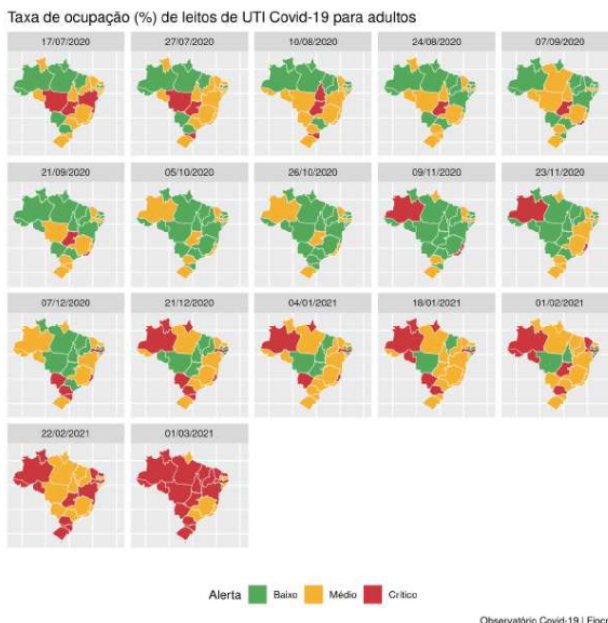 Taxa de ocupação (%) de leitos de UTI Covid-19 para adultos
17/07/2020 27/07/2020 10/08/2020 24/08/2020 07/09/2020
21/09/2020 05/10/2020 26/10/2020 09/11/2020 23/11/2020
07/12/2020 21/12/2020 04/01/2021 18/01/2021 01/02/2021
22/02/2021 01/03/2021
Alerta Baixo Médio Crítico
Observatório Covid-19 |